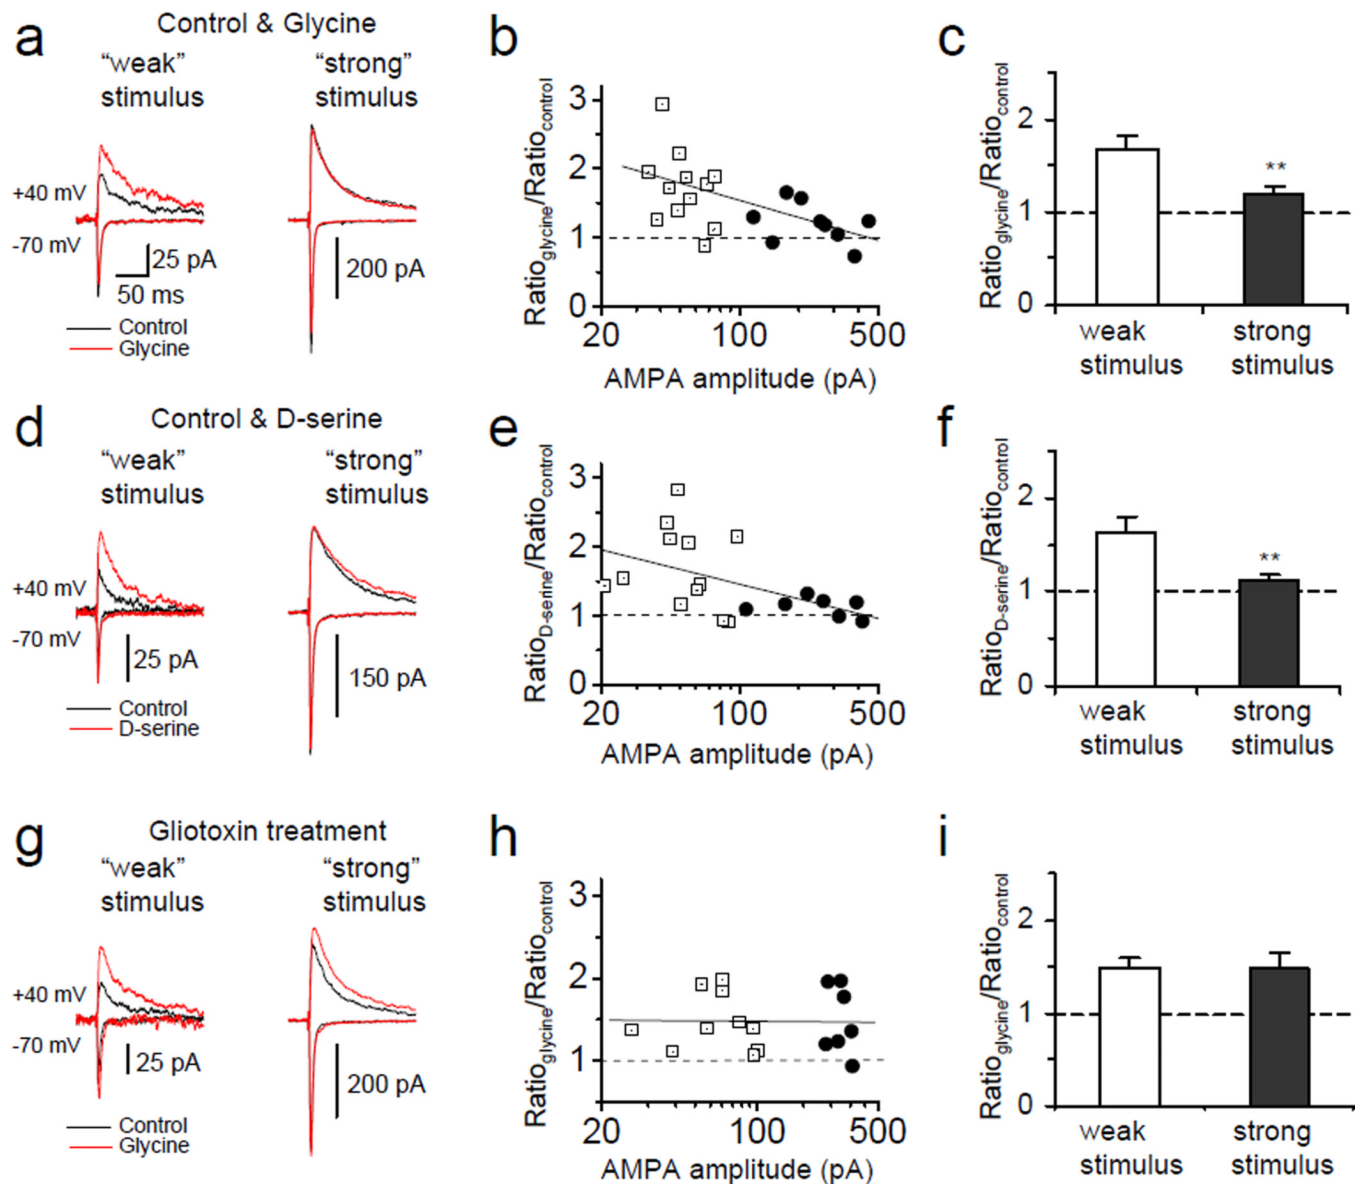 a
Control & Glycine
"weak"
stimulus
"strong"
stimulus
+40 mV
-70 mV
25 pA
50 ms
200 pA
Control
Glycine
b
Ratioglycine/Ratiocontrol
3
2
1
0
20
100
500
AMPA amplitude (pA)
c
Ratioglycine/Ratiocontrol
2
1
0
**
weak
stimulus
strong
stimulus
d
Control & D-serine
"weak"
stimulus
"strong"
stimulus
+40 mV
-70 mV
25 pA
150 pA
Control
D-serine
e
RatioD-serine/Ratiocontrol
3
2
1
0
20
100
500
AMPA amplitude (pA)
f
RatioD-serine/Ratiocontrol
2
1
0
**
weak
stimulus
strong
stimulus
g
Gliotoxin treatment
"weak"
stimulus
"strong"
stimulus
+40 mV
-70 mV
25 pA
200 pA
Control
Glycine
h
Ratioglycine/Ratiocontrol
3
2
1
20
100
500
AMPA amplitude (pA)
i
Ratioglycine/Ratiocontrol
2
1
0
weak
stimulus
strong
stimulus